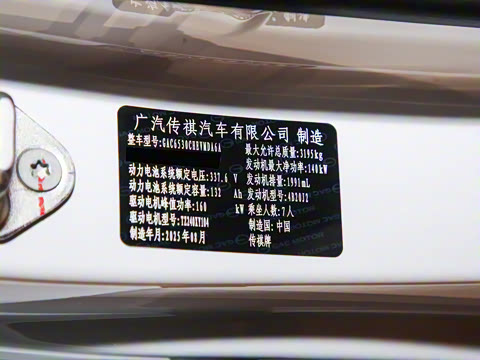 广汽传祺汽车有限公司 制造
整车型号:GAC6530CHEVMDA6A
最大允许总质量:3195kg
发动机最大净功率:140kW
动力电池系统额定电压:337.6 V
发动机排量:1991mL
动力电池系统额定容量:132 Ah
发动机型号:4B20J2
驱动电机峰值功率:160 kW
乘坐人数:7人
驱动电机型号:TZ240XY104
制造国:中国
制造年月:2025年08月
传祺牌